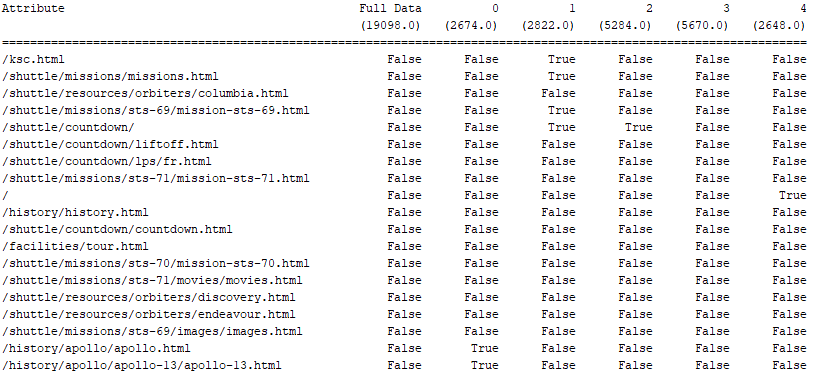 Attribute Full Data 0 1 2 3 4
(19098.0) (2674.0) (2822.0) (5284.0) (5670.0) (2648.0)
================================================================================================
/ksc.html False False True False False False
/shuttle/missions/missions.html False False True False False False
/shuttle/resources/orbiters/columbia.html False False False False False False
/shuttle/missions/sts-69/mission-sts-69.html False False True False False False
/shuttle/countdown/ False False True True False False
/shuttle/countdown/liftoff.html False False False False False False
/shuttle/countdown/lps/fr.html False False False False False False
/shuttle/missions/sts-71/mission-sts-71.html False False False False False False
/ False False False False False True
/history/history.html False False False False False False
/shuttle/countdown/countdown.html False False False False False False
/facilities/tour.html False False False False False False
/shuttle/missions/sts-70/mission-sts-70.html False False False False False False
/shuttle/missions/sts-71/movies/movies.html False False False False False False
/shuttle/resources/orbiters/discovery.html False False False False False False
/shuttle/resources/orbiters/endeavour.html False False False False False False
/shuttle/missions/sts-69/images/images.html False False False False False False
/history/apollo/apollo.html False True False False False False
/history/apollo/apollo-13/apollo-13.html False True False False False False